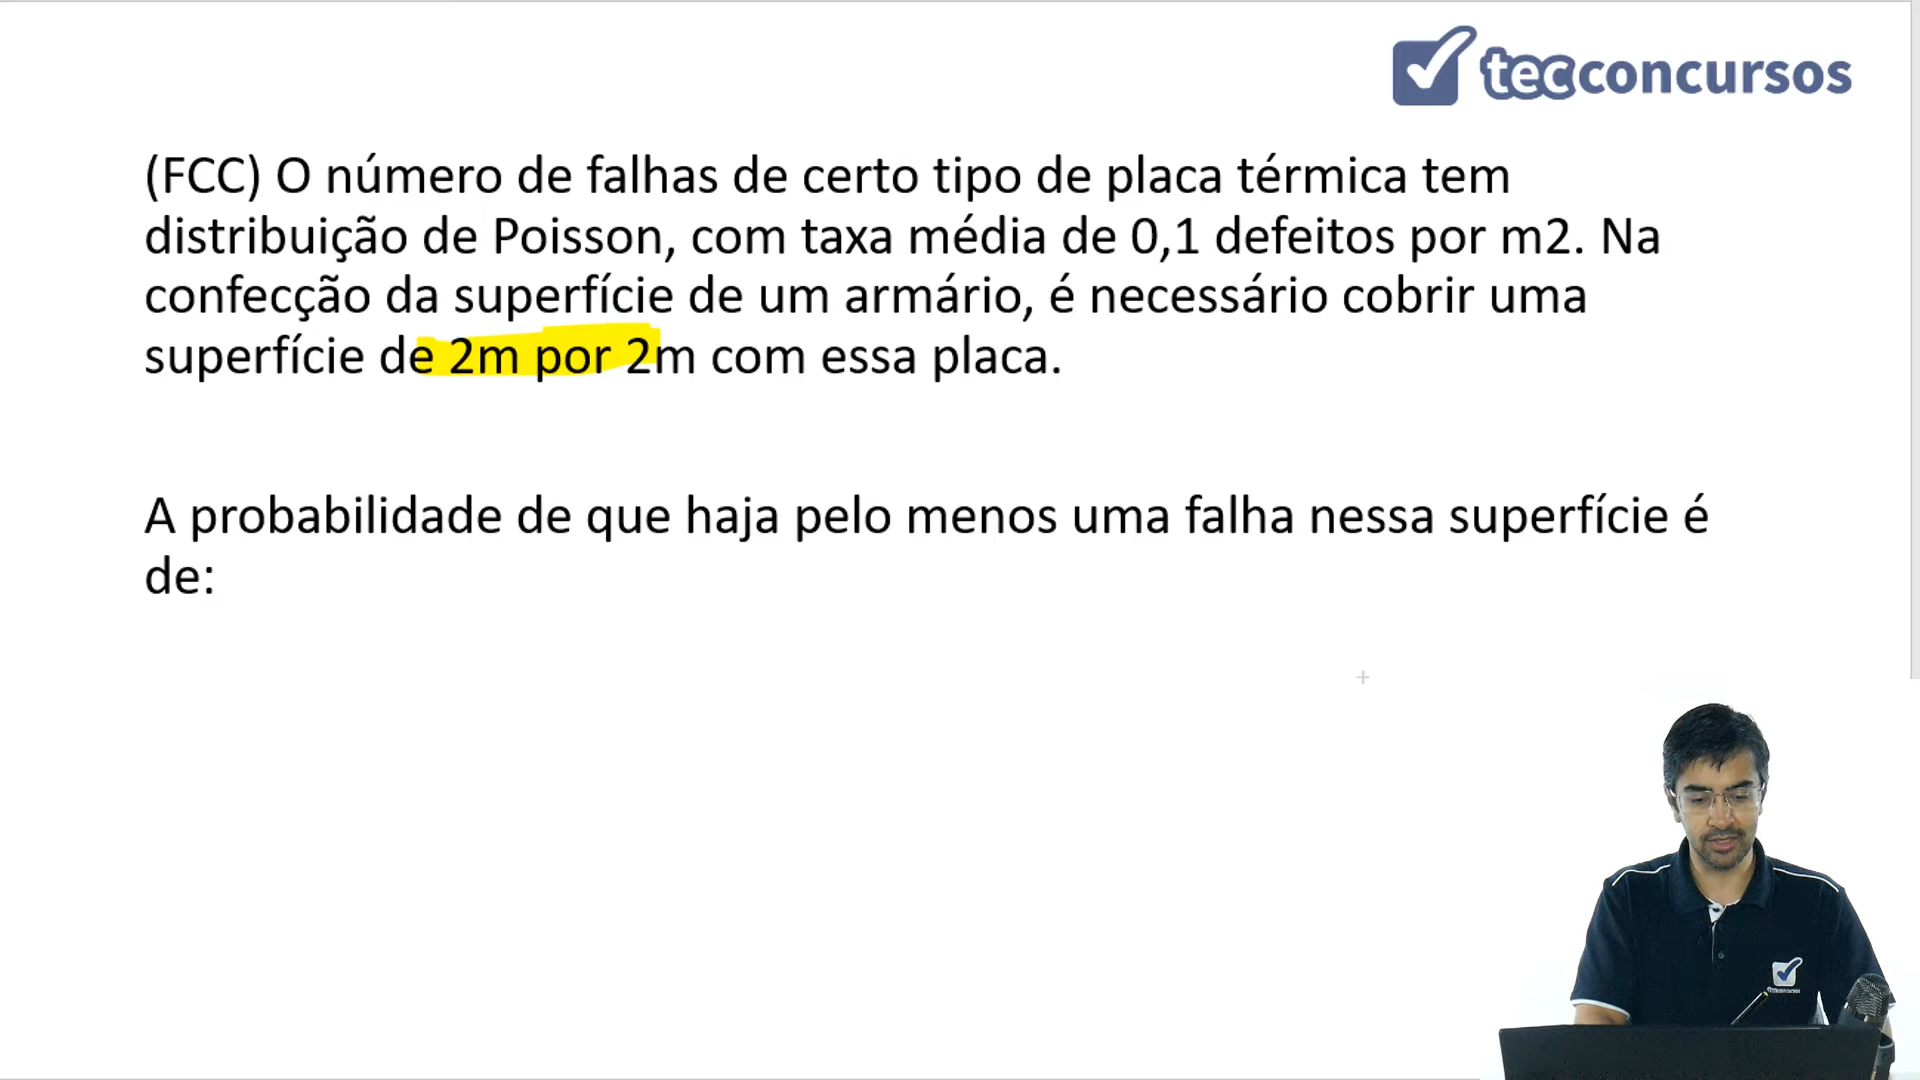 tecconcursos
(FCC) O número de falhas de certo tipo de placa térmica tem
distribuição de Poisson, com taxa média de 0,1 defeitos por m2. Na
confecção da superfície de um armário, é necessário cobrir uma
superfície de 2m por 2m com essa placa.
A probabilidade de que haja pelo menos uma falha nessa superfície é
de: